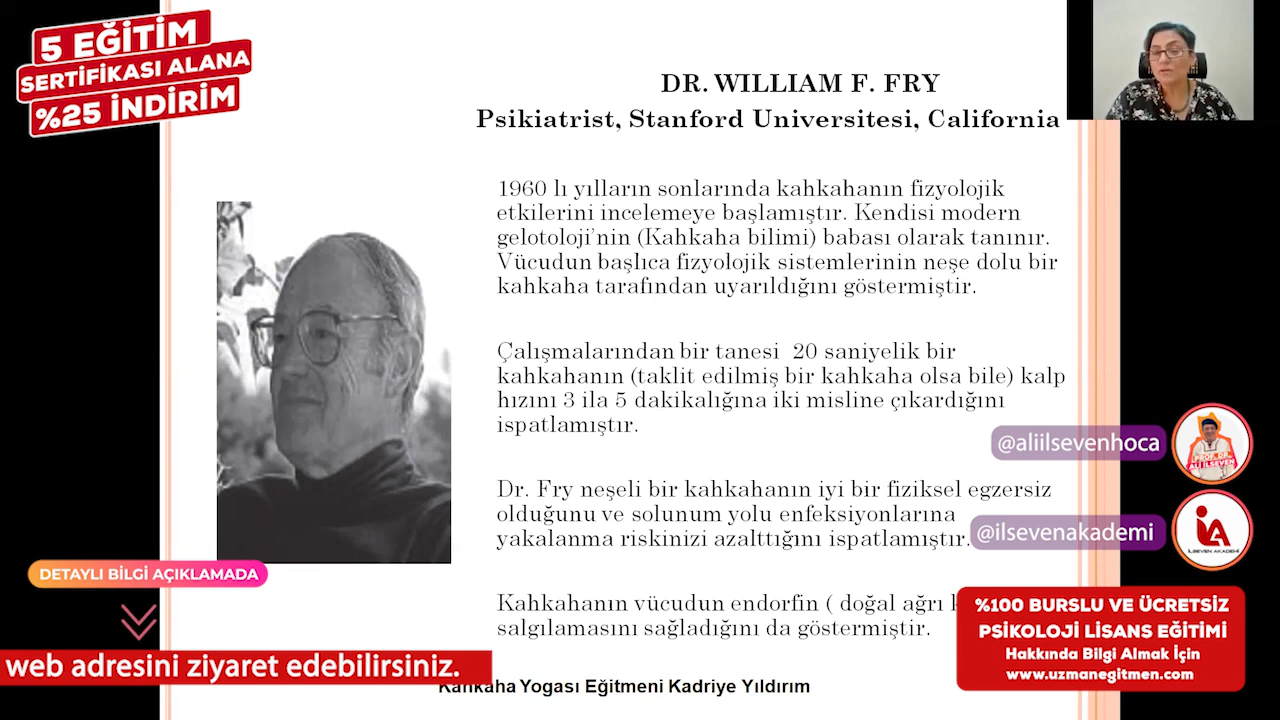 5 EĞİTİM
SERTİFİKASI ALANA
%25 İNDİRİM
DR. WILLIAM F. FRY
Psikiatrist, Stanford Universitesi, California
1960 lı yılların sonlarında kahkahanın fizyolojik
etkilerini incelemeye başlamıştır. Kendisi modern
gelotoloji’nin (Kahkaha bilimi) babası olarak tanınır.
Vücudun başlıca fizyolojik sistemlerinin neşe dolu bir
kahkaha tarafından uyarıldığını göstermiştir.
Çalışmalarından bir tanesi 20 saniyelik bir
kahkahanın (taklit edilmiş bir kahkaha olsa bile) kalp
hızını 3 ila 5 dakikalığına iki misline çıkardığını
ispatlamıştır.
Dr. Fry neşeli bir kahkahanın iyi bir fiziksel egzersiz
olduğunu ve solunum yolu enfeksiyonlarına
yakalanma riskinizi azalttığını ispatlamıştır.
Kahkahanın vücudun endorfin ( doğal ağrı
salgılamasını sağladığını da göstermiştir.
@aliilsevenhoca
PROF. DR.
ALİ İLSEVEN
@ilsevenakademi
İLSEVEN AKADEMİ
DETAYLI BİLGİ AÇIKLAMADA
web adresini ziyaret edebilirsiniz.
%100 BURSLU VE ÜCRETSİZ
PSİKOLOJİ LİSANS EĞİTİMİ
Hakkında Bilgi Almak İçin
www.uzmanegitmen.com
Kahkaha Yogası Eğitmeni Kadriye Yıldırım